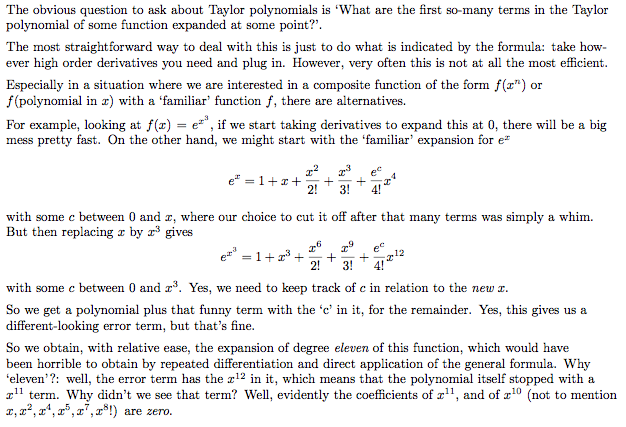 The obvious question to ask about Taylor polynomials is ‘What are the first so-many terms in the Taylor
polynomial of some function expanded at some point?’.
The most straightforward way to deal with this is just to do what is indicated by the formula: take how-
ever high order derivatives you need and plug in. However, very often this is not at all the most efficient.
Especially in a situation where we are interested in a composite function of the form f(xⁿ) or
f(polynomial in x) with a ‘familiar’ function f, there are alternatives.
For example, looking at f(x) = e^{x^3}, if we start taking derivatives to expand this at 0, there will be a big
mess pretty fast. On the other hand, we might start with the ‘familiar’ expansion for e^x
e^x = 1 + x + x^2/2! + x^3/3! + e^c/4! x^4
with some c between 0 and x, where our choice to cut it off after that many terms was simply a whim.
But then replacing x by x^3 gives
e^{x^3} = 1 + x^3 + x^6/2! + x^9/3! + e^c/4! x^12
with some c between 0 and x^3. Yes, we need to keep track of c in relation to the new x.
So we get a polynomial plus that funny term with the ‘c’ in it, for the remainder. Yes, this gives us a
different-looking error term, but that’s fine.
So we obtain, with relative ease, the expansion of degree eleven of this function, which would have
been horrible to obtain by repeated differentiation and direct application of the general formula. Why
‘eleven’?: well, the error term has the x^12 in it, which means that the polynomial itself stopped with a
x^11 term. Why didn’t we see that term? Well, evidently the coefficients of x^11, and of x^10 (not to mention
x, x^2, x^4, x^5, x^7, x^8!) are zero.